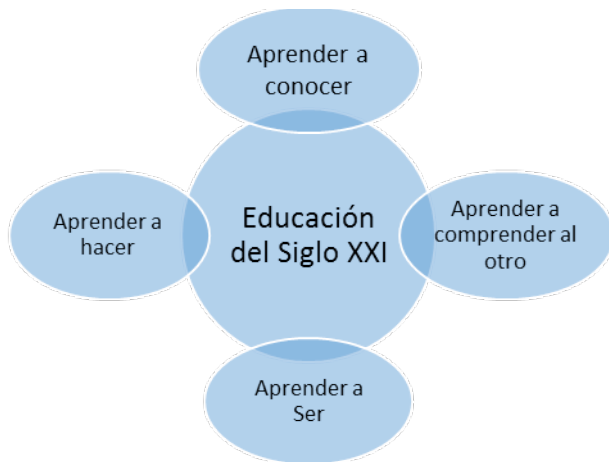 Aprender a
conocer
Aprender a
hacer
Educación
del Siglo XXI
Aprender a
comprender al
otro
Aprender a
Ser